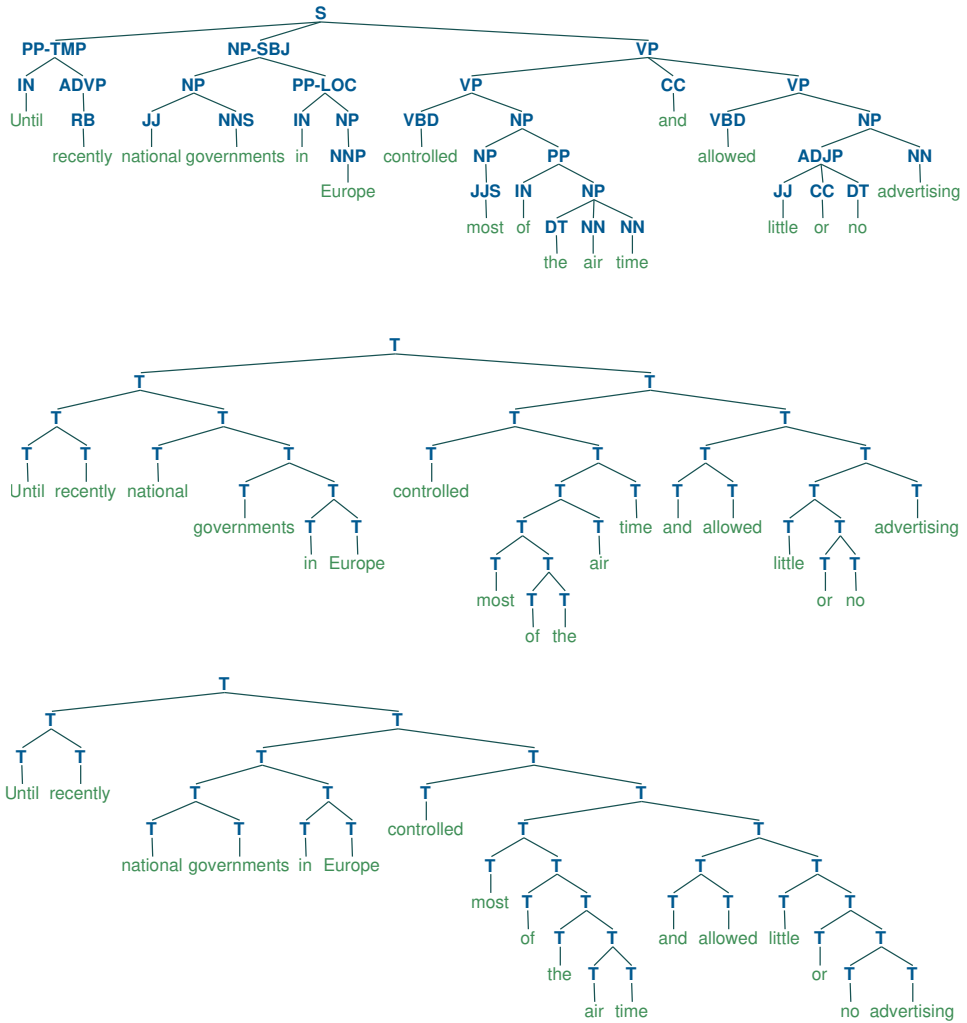 S
PP-TMP NP-SBJ VP
IN ADVP NP PP-LOC VP CC VP
Until RB JJ NNS IN NP VBD NP and VBD NP
recently national governments in NNP controlled NP PP allowed ADJP NN
Europe JJS IN NP JJ CC DT advertising
most of DT NN NN little or no
the air time
T
T T
T T T T
T T T T T T T T
Until recently national T T controlled T T T T T T
governments T T T T time and allowed T T advertising
in Europe T T air little T T
most T T or no
of the
T
T T
T T T T
Until recently T T T T
T T T T controlled T T
national governments in Europe T T T T
most T T T T T T
of T T and allowed little T T
the T T or T T
air time no advertising